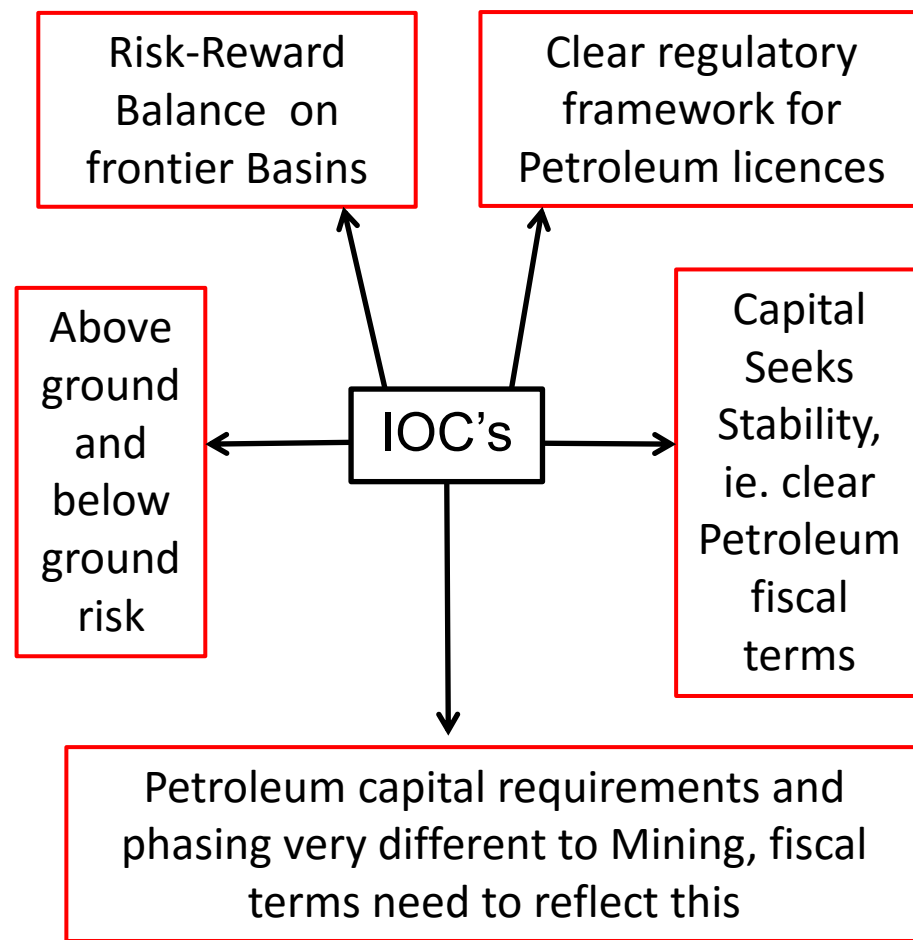 Risk-Reward
Balance on
frontier Basins
Clear regulatory
framework for
Petroleum licences
Above
ground
and
below
ground
risk
IOC’s
Capital
Seeks
Stability,
ie. clear
Petroleum
fiscal
terms
Petroleum capital requirements and
phasing very different to Mining, fiscal
terms need to reflect this